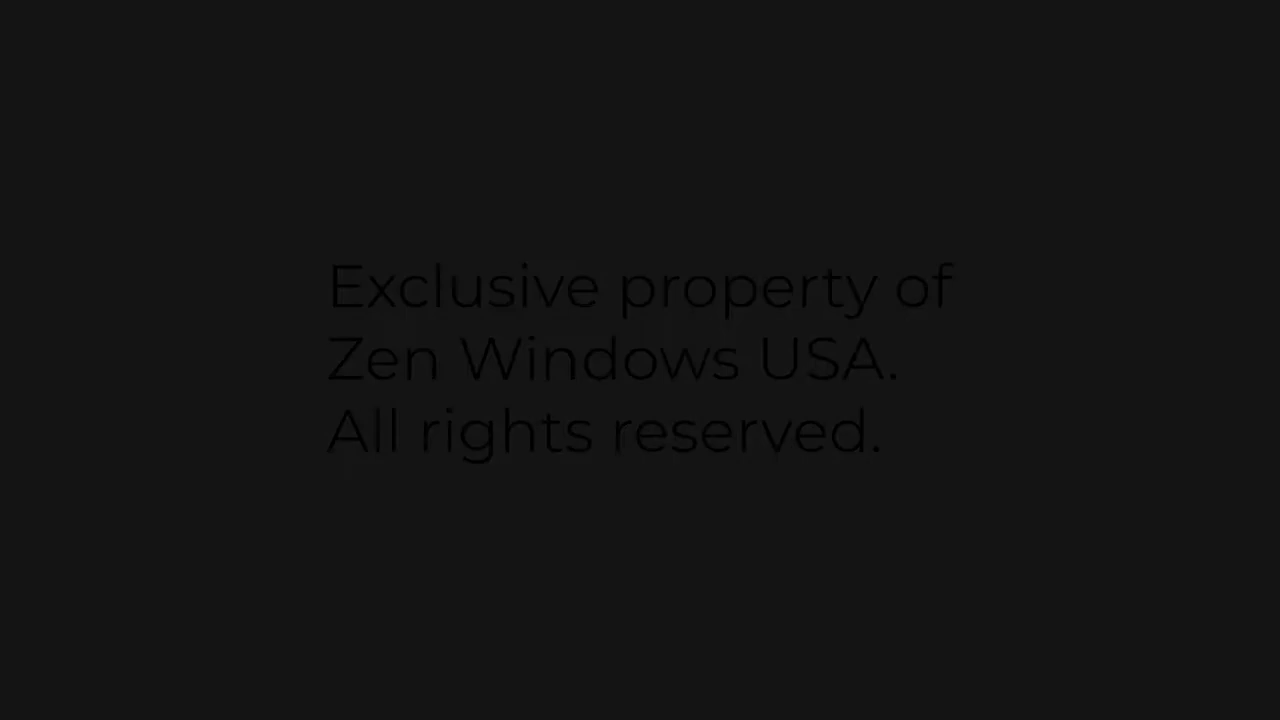 Exclusive property of
Zen Windows USA.
All rights reserved.